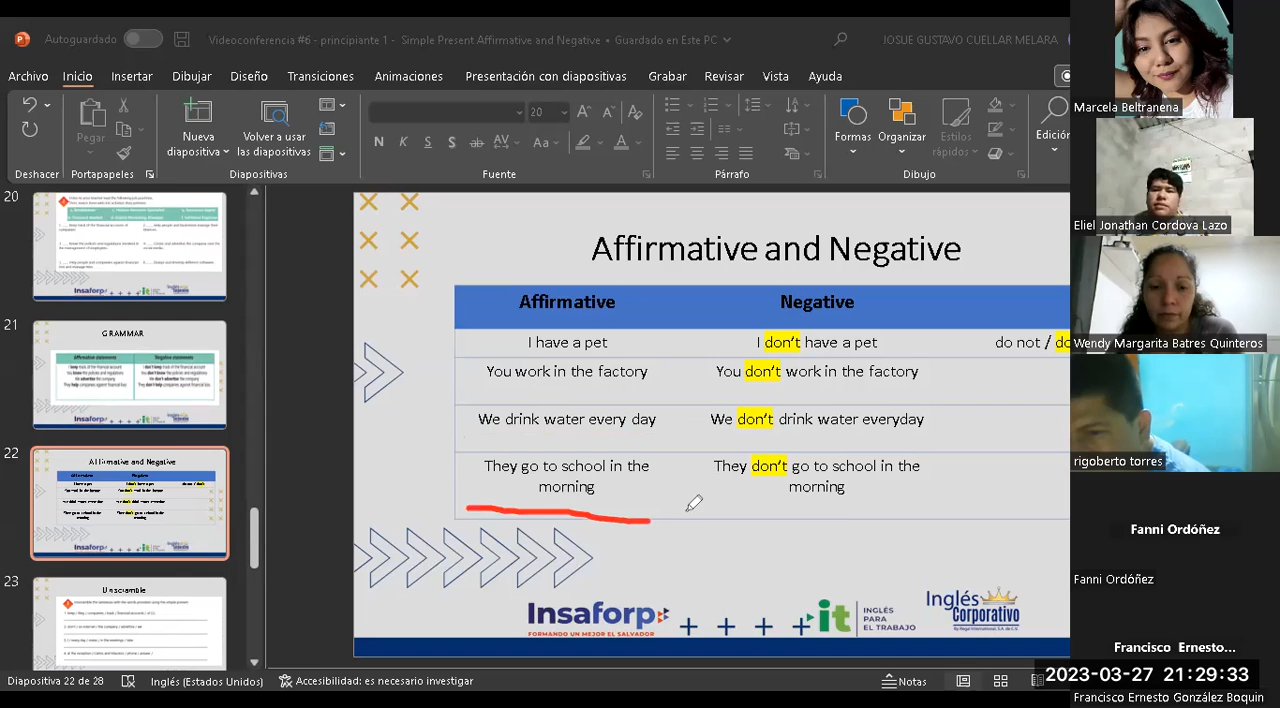 Autoguardado
Videoconferencia #6 - principiante 1 - Simple Present Affirmative and Negative • Guardado en Este PC
JOSUE GUSTAVO CUELLAR MELARA
Archivo Inicio Insertar Dibujar Diseño Transiciones Animaciones Presentación con diapositivas Grabar Revisar Vista Ayuda
Pegar
Nueva diapositiva
Volver a usar las diapositivas
20
N K S S ab AV Aa A
Formas Organizar Estilos rápidos Edición
Deshacer Portapapeles Diapositivas Fuente Párrafo Dibujo
20
21
GRAMMAR
Affirmative statements Negative statements
22
Affirmative and Negative
23
Unscramble
Affirmative and Negative
Affirmative Negative
I have a pet I don't have a pet do not / do
You work in the factory You don't work in the factory
We drink water every day We don't drink water everyday
They go to school in the morning
They don't go to school in the morning
Insaforp
FORMANDO UN MEJOR EL SALVADOR
it
INGLÉS
PARA
EL TRABAJO
Inglés
corporativo
Diapositiva 22 de 28 Inglés (Estados Unidos) Accesibilidad: es necesario investigar Notas
Marcela Beltranena
Eliel Jonathan Cordova Lazo
Wendy Margarita Batres Quinteros
rigoberto torres
Fanni Ordóñez
Fanni Ordóñez
Francisco Ernesto...
2023-03-27 21:29:33
Francisco Ernesto González Boquin